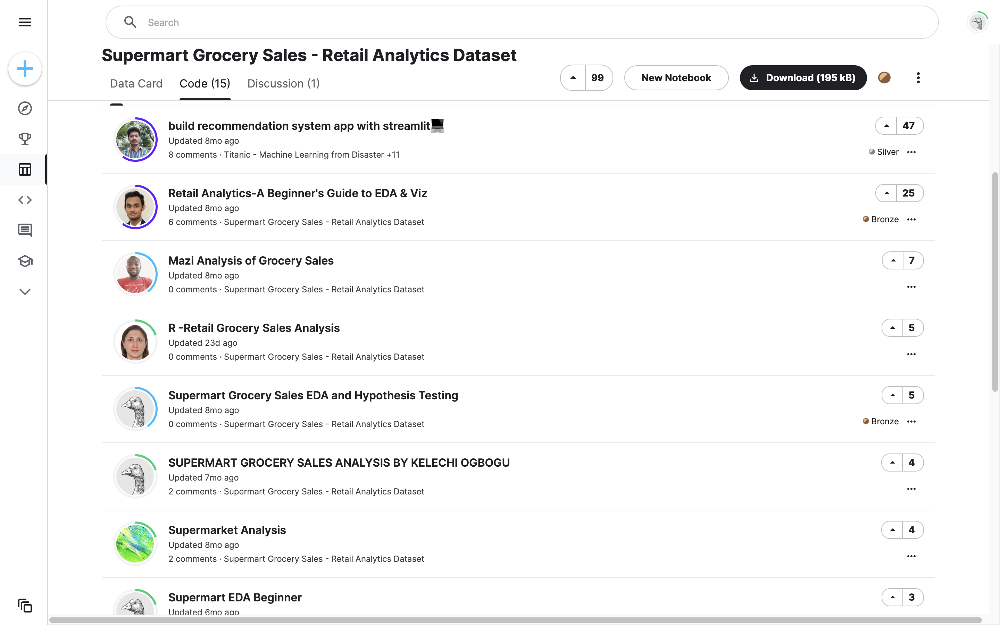 Search
Supermart Grocery Sales - Retail Analytics Dataset
Data Card
Code (15)
Discussion (1)
99
New Notebook
Download (195 kB)
build recommendation system app with streamlit💻
47
Updated 8mo ago
8 comments · Titanic - Machine Learning from Disaster +11
Silver
Retail Analytics-A Beginner's Guide to EDA & Viz
25
Updated 8mo ago
6 comments · Supermart Grocery Sales - Retail Analytics Dataset
Bronze
Mazi Analysis of Grocery Sales
7
Updated 8mo ago
0 comments · Supermart Grocery Sales - Retail Analytics Dataset
R -Retail Grocery Sales Analysis
5
Updated 23d ago
0 comments · Supermart Grocery Sales - Retail Analytics Dataset
Supermart Grocery Sales EDA and Hypothesis Testing
5
Updated 8mo ago
0 comments · Supermart Grocery Sales - Retail Analytics Dataset
Bronze
SUPERMART GROCERY SALES ANALYSIS BY KELECHI OGBOGU
4
Updated 7mo ago
2 comments · Supermart Grocery Sales - Retail Analytics Dataset
Supermarket Analysis
4
Updated 8mo ago
2 comments · Supermart Grocery Sales - Retail Analytics Dataset
Supermart EDA Beginner
3
Updated 6mo ago